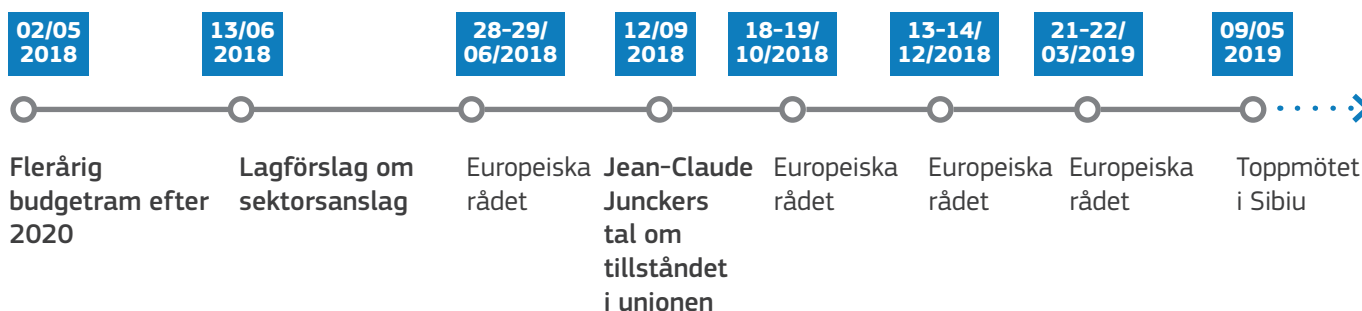 02/05
2018
13/06
2018
28-29/
06/2018
12/09
2018
18-19/
10/2018
13-14/
12/2018
21-22/
03/2019
09/05
2019
Flerårig
budgetram efter
2020
Lagförslag om
sektorsanslag
Europeiska
rådet
Jean-Claude
Junckers
tal om
tillståndet
i unionen
Europeiska
rådet
Europeiska
rådet
Europeiska
rådet
Toppmötet
i Sibiu